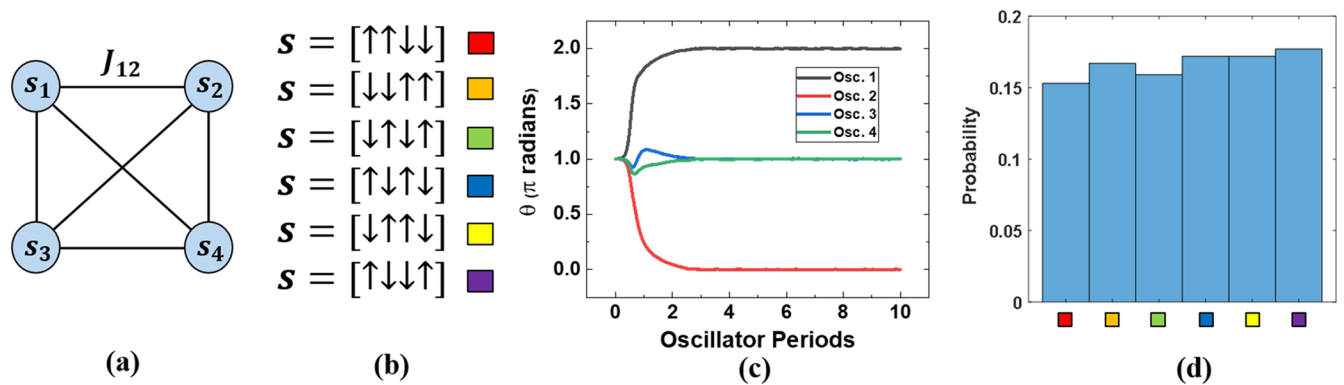 s₁
J₁₂
s₂
s₃
s₄
(a)
s = [↑↑↓↓]
s = [↓↓↑↑]
s = [↓↑↓↑]
s = [↑↓↑↓]
s = [↓↑↑↓]
s = [↑↓↓↑]
(b)
θ (π radians)
2.0
1.5
1.0
0.5
0.0
Osc. 1
Osc. 2
Osc. 3
Osc. 4
0 2 4 6 8 10
Oscillator Periods
(c)
Probability
0.2
0.15
0.1
0.05
0
(d)